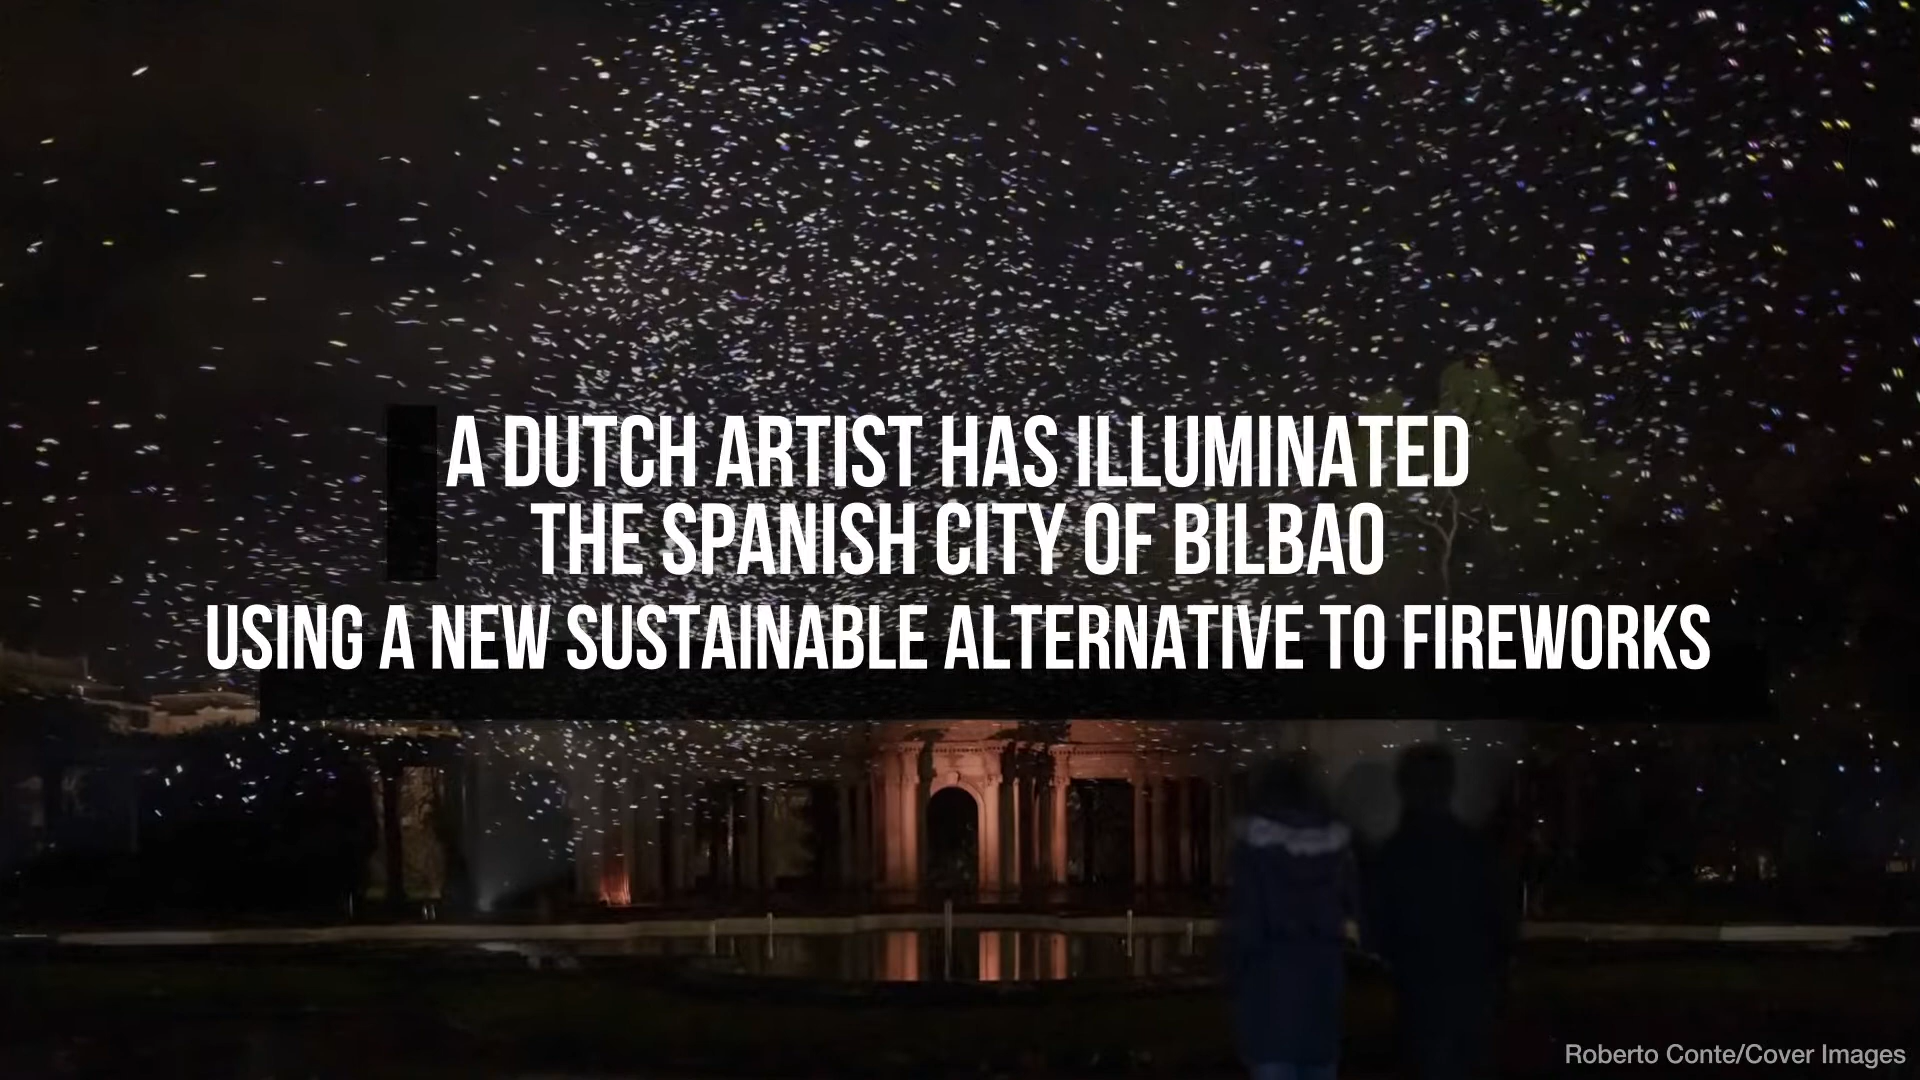 A DUTCH ARTIST HAS ILLUMINATED
THE SPANISH CITY OF BILBAO
USING A NEW SUSTAINABLE ALTERNATIVE TO FIREWORKS
Roberto Conte/Cover Images